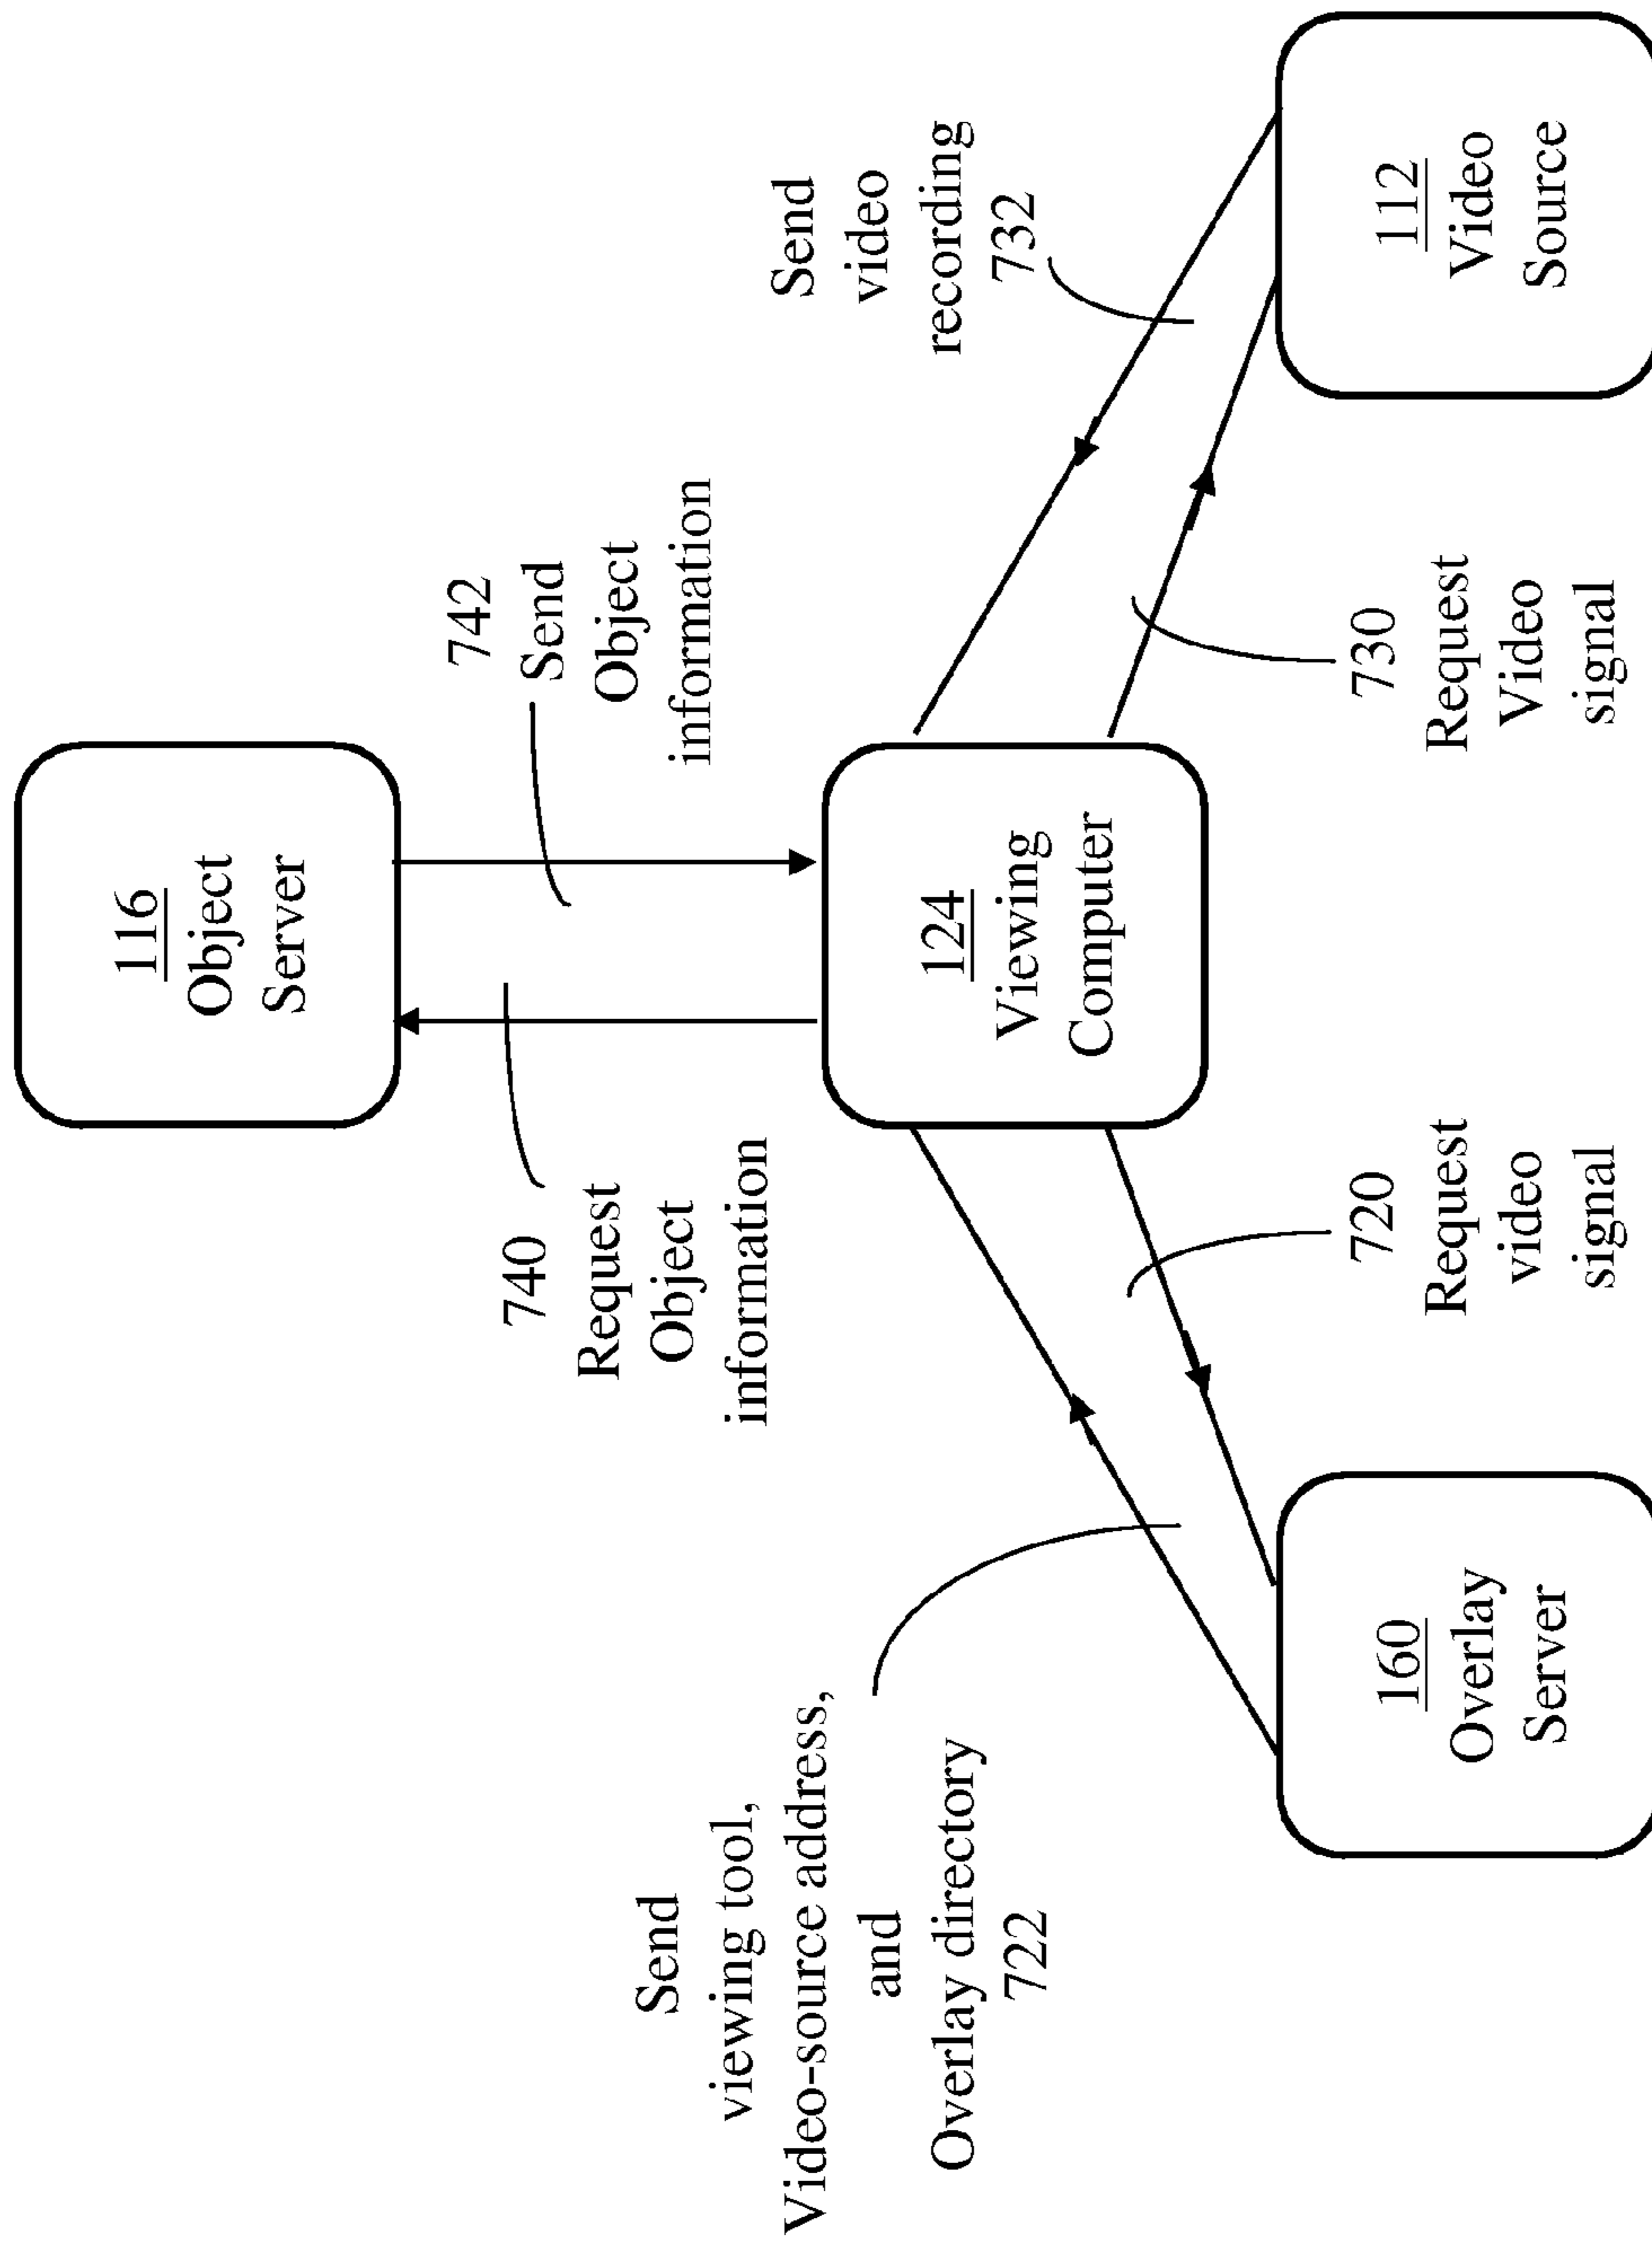 116
Object
Server
740
Request
Object
information
742
Send
Object
information
Send
viewing tool,
Video-source address,
and
Overlay directory
722
124
Viewing
Computer
Send
video
recording
732
160
Overlay
Server
720
Request
video
signal
730
Request
Video
signal
112
Video
Source